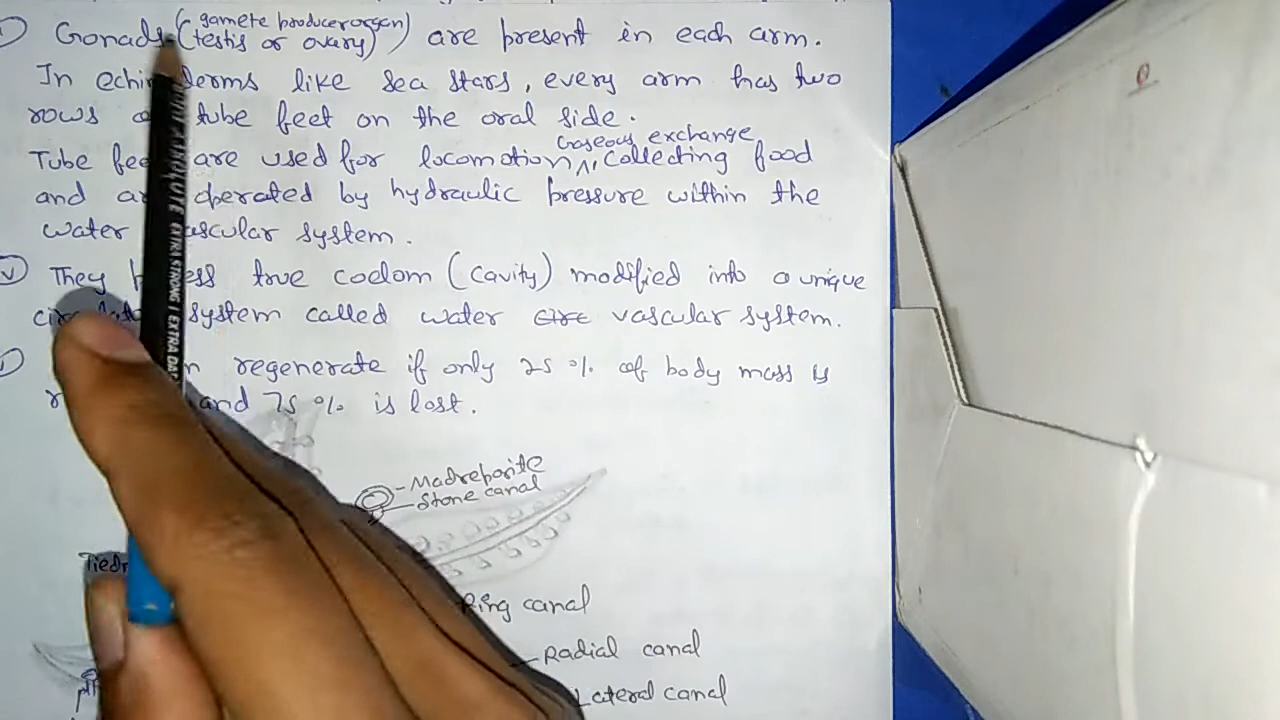 gamete producer organ
Gonads (testis or ovary) are present in each arm.
In echinoderms like sea stars, every arm has two
rows tube feet on the oral side.
Gaseous exchange
Tube feet are used for locomotion, collecting food
and are operated by hydraulic pressure within the
water vascular system.
V They true coelom (cavity) modified into a unique
system called water vascular system.
regenerate if only 25 % of body mass is
and 75 % is lost.
Madreporite
Stone canal
Tiedm
Ring canal
Radial canal
Lateral canal